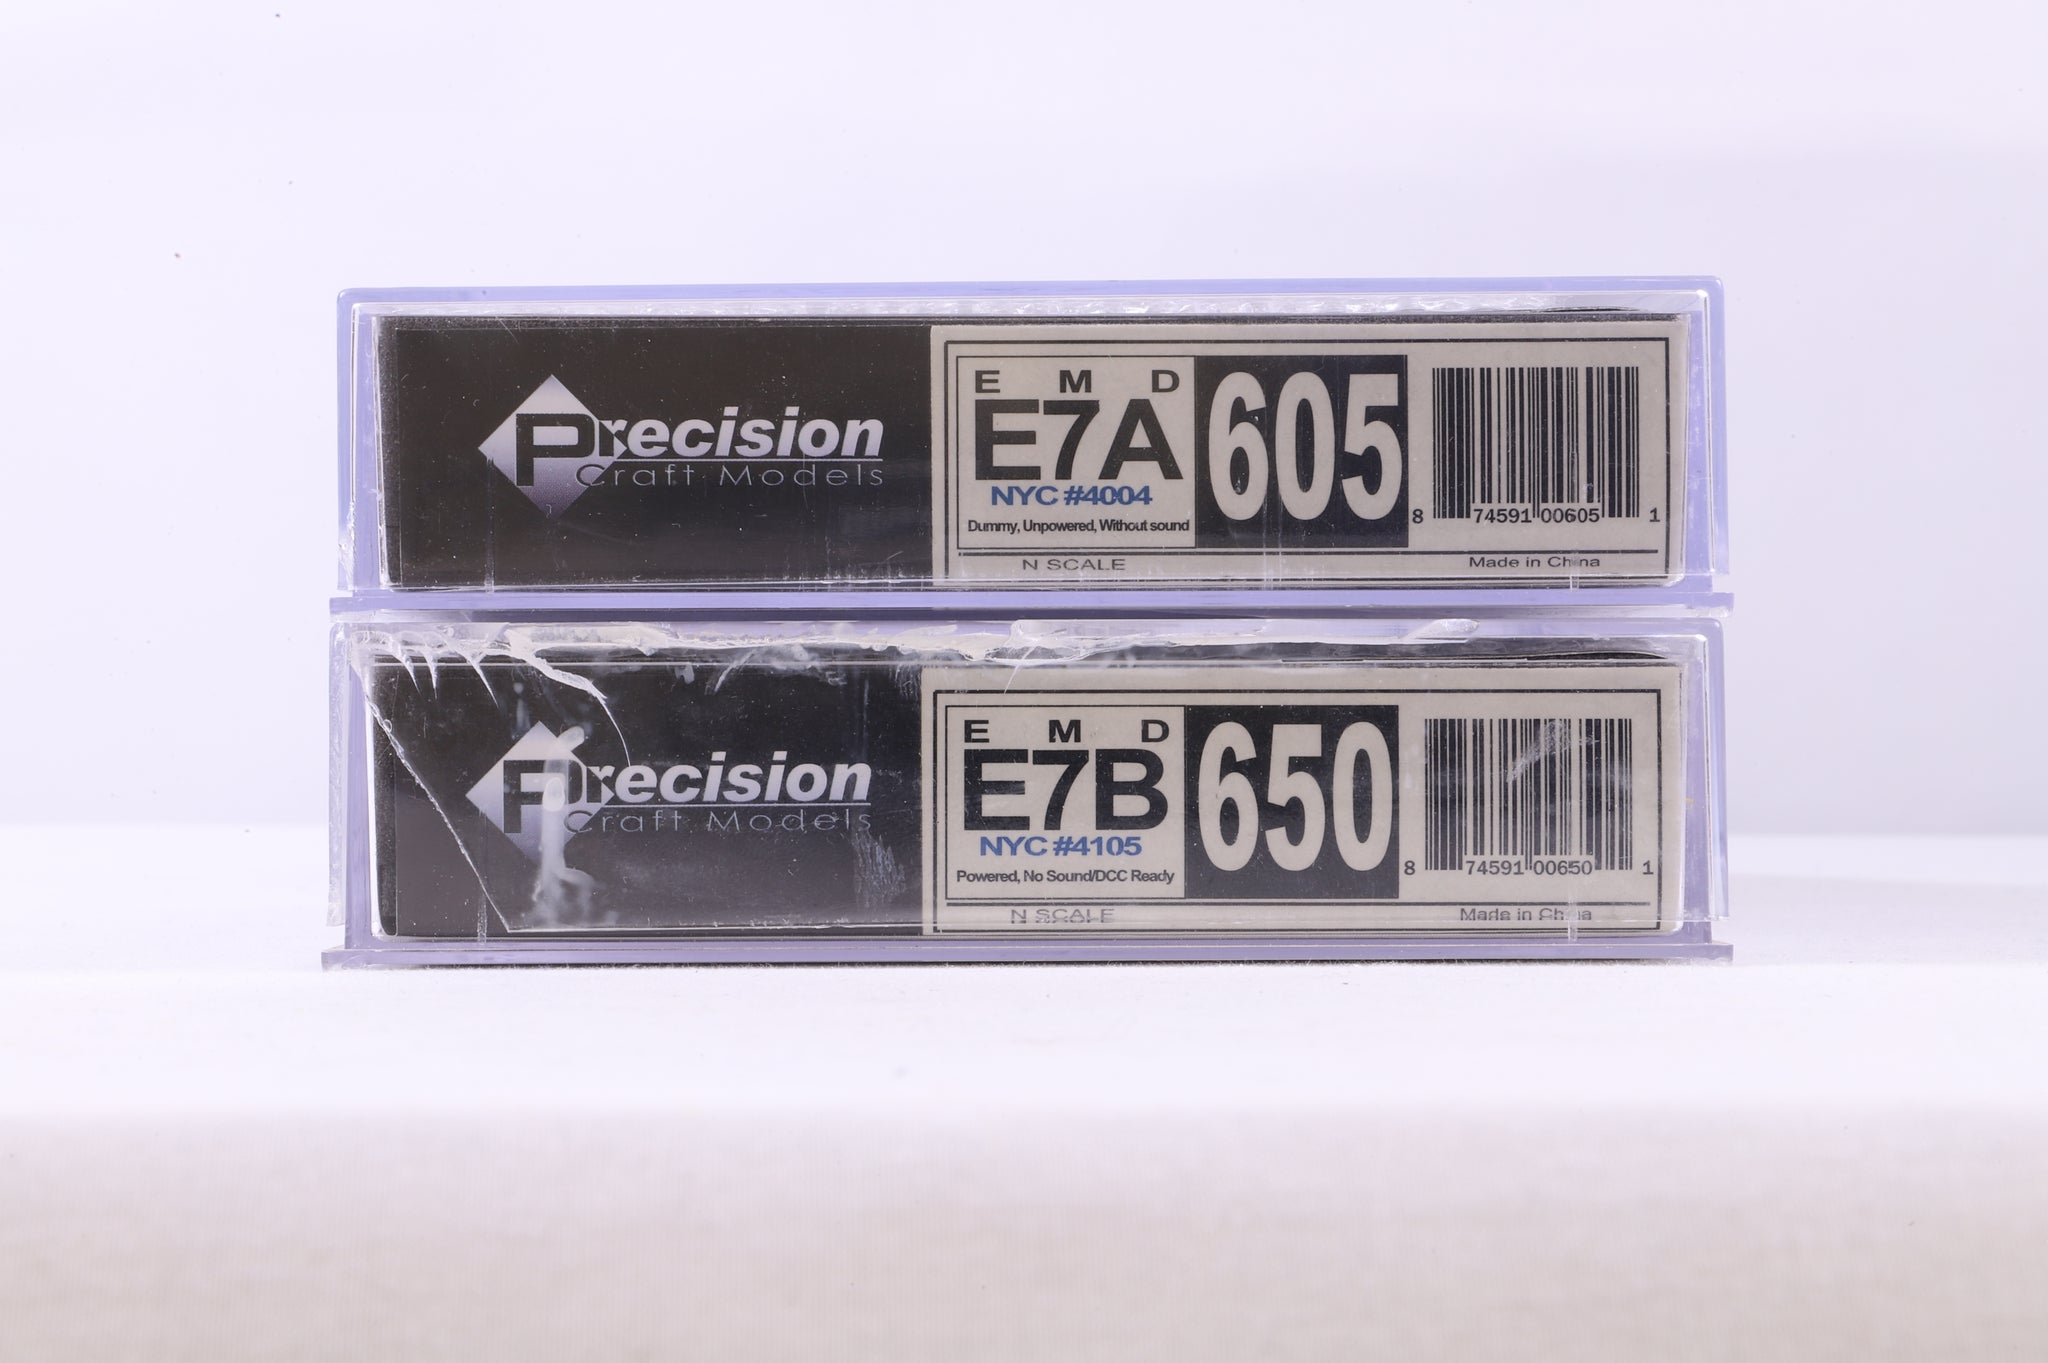 Precision
Craft Models
E M D
E7A
NYC #4004
Dummy, Unpowered, Without sound
605
8 74591 00605 1
N SCALE
Made in China
Precision
Craft Models
E M D
E7B
NYC #4105
Powered, No Sound/DCC Ready
650
8 74591 00650 1
N SCALE
Made in China